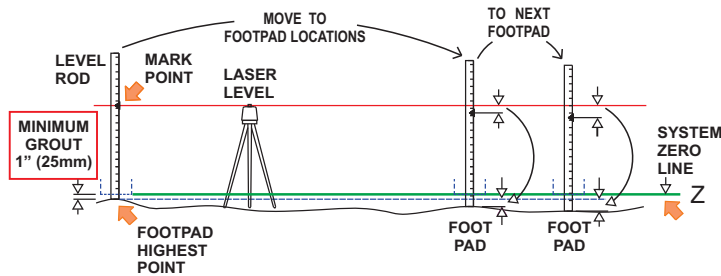 MOVE TO
FOOTPAD LOCATIONS
TO NEXT
FOOTPAD
LEVEL
ROD
MARK
POINT
LASER
LEVEL
MINIMUM
GROUT
1” (25mm)
SYSTEM
ZERO
LINE
Z
FOOTPAD
HIGHEST
POINT
FOOT
PAD
FOOT
PAD